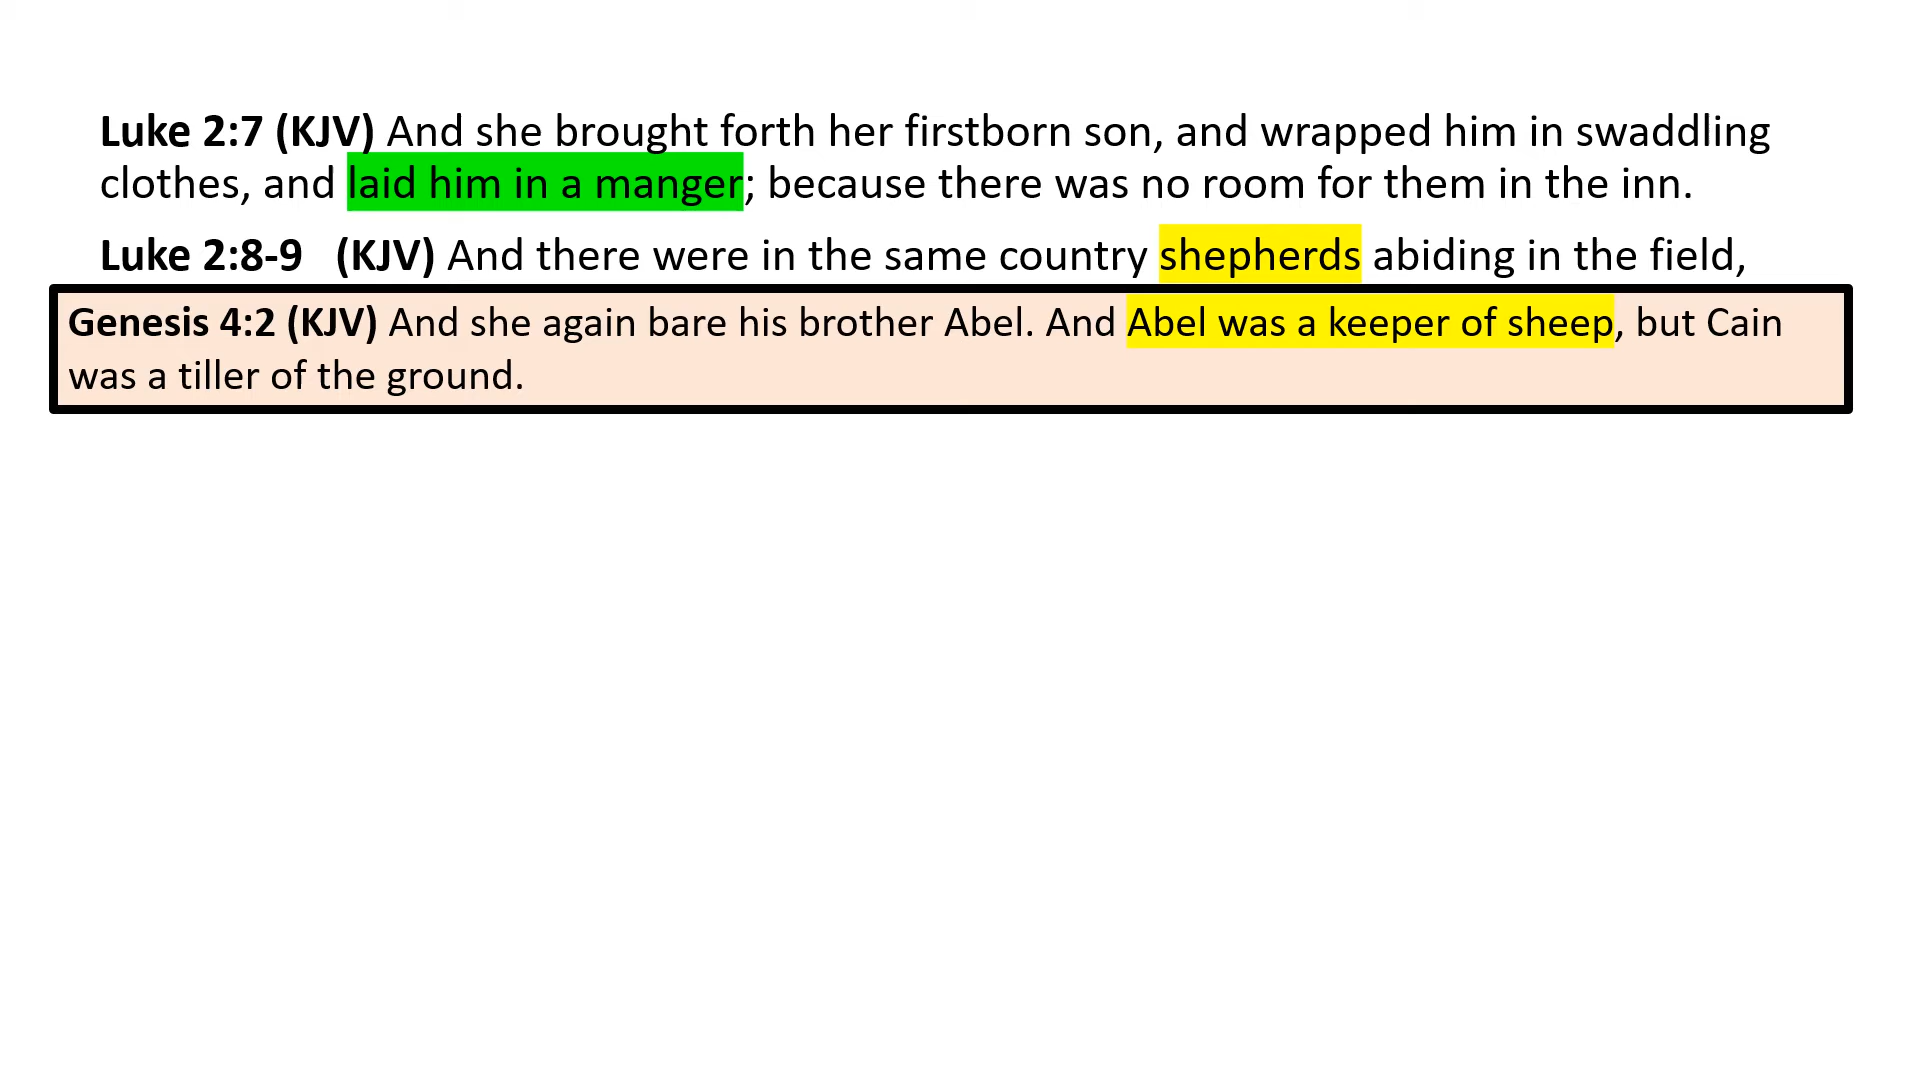 Luke 2:7 (KJV) And she brought forth her firstborn son, and wrapped him in swaddling
clothes, and laid him in a manger; because there was no room for them in the inn.
Luke 2:8-9   (KJV) And there were in the same country shepherds abiding in the field,
Genesis 4:2 (KJV) And she again bare his brother Abel. And Abel was a keeper of sheep, but Cain
was a tiller of the ground.